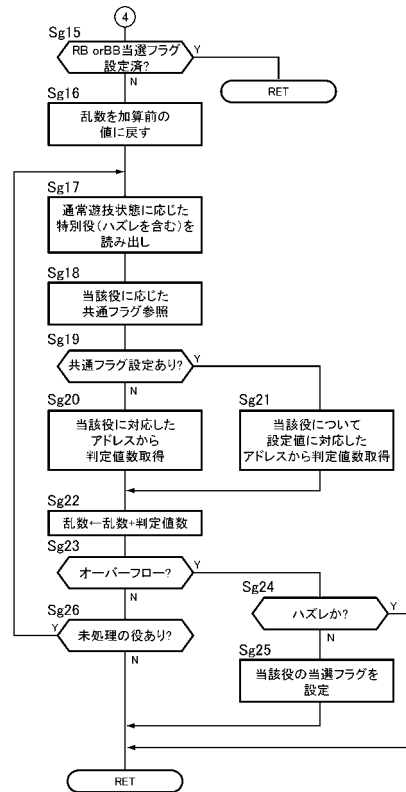 4
Sg15
RB orBB当選フラグ
設定済?
Y
N
RET
Sg16
乱数を加算前の
値に戻す
Sg17
通常遊技状態に応じた
特別役(ハズレを含む)を
読み出し
Sg18
当該役に応じた
共通フラグ参照
Sg19
共通フラグ設定あり?
Y
N
Sg20
当該役に対応した
アドレスから
判定値数取得
Sg21
当該役について
設定値に対応した
アドレスから判定値数取得
Sg22
乱数←乱数+判定値数
Sg23
オーバーフロー?
Y
N
Sg24
ハズレか?
Y
N
Sg26
未処理の役あり?
Y
N
Sg25
当該役の当選フラグを
設定
RET